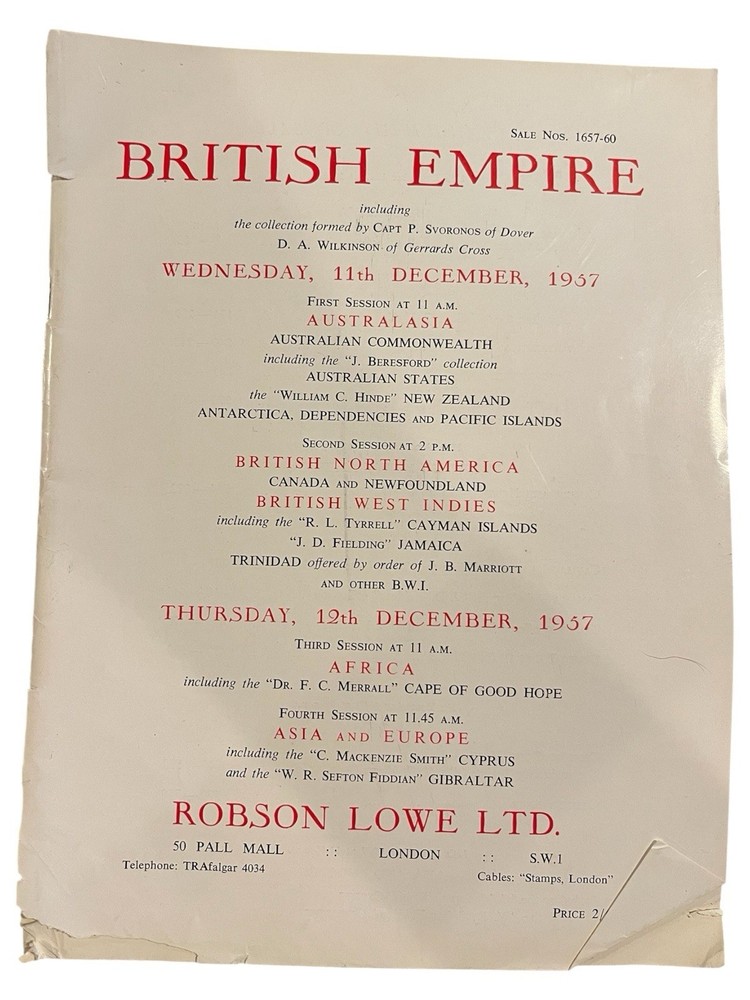 SALE NOS. 1657-60
BRITISH EMPIRE
including
the collection formed by CAPT P. SVORONOS of Dover
D. A. WILKINSON of Gerrards Cross
WEDNESDAY, 11th DECEMBER, 1957
FIRST SESSION AT 11 A.M.
AUSTRALASIA
AUSTRALIAN COMMONWEALTH
including the "J. BERESFORD" collection
AUSTRALIAN STATES
the "WILLIAM C. HINDE" NEW ZEALAND
ANTARCTICA, DEPENDENCIES AND PACIFIC ISLANDS
SECOND SESSION AT 2 P.M.
BRITISH NORTH AMERICA
CANADA AND NEWFOUNDLAND
BRITISH WEST INDIES
including the "R. L. TYRRELL" CAYMAN ISLANDS
"J. D. FIELDING" JAMAICA
TRINIDAD offered by order of J. B. MARRIOTT
AND OTHER B.W.I.
THURSDAY, 12th DECEMBER, 1957
THIRD SESSION AT 11 A.M.
AFRICA
including the "DR. F. C. MERRALL" CAPE OF GOOD HOPE
FOURTH SESSION AT 11.45 A.M.
ASIA AND EUROPE
including the "C. MACKENZIE SMITH" CYPRUS
and the "W. R. SEFTON FIDDIAN" GIBRALTAR
ROBSON LOWE LTD.
50 PALL MALL :: LONDON :: S.W.1
Telephone: TRAfalgar 4034
Cables: "Stamps, London"
PRICE 2/